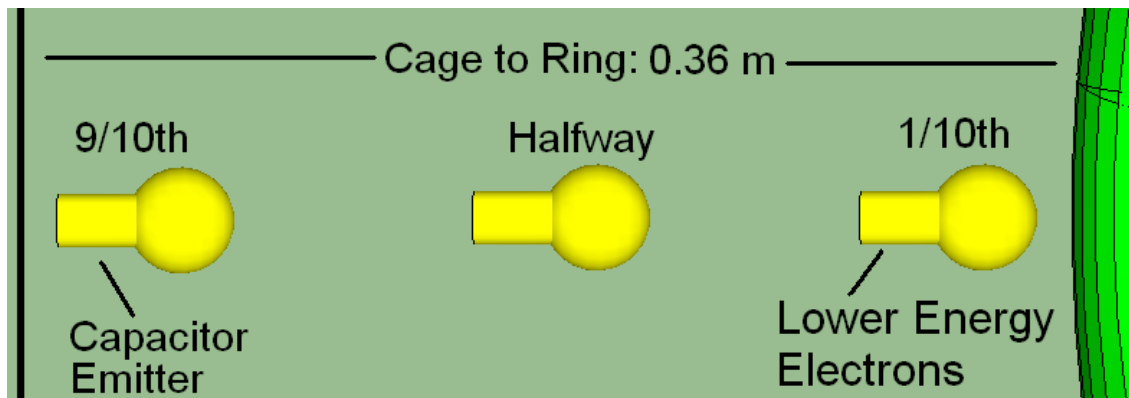 Cage to Ring: 0.36 m
9/10th
Halfway
1/10th
Capacitor
Emitter
Lower Energy
Electrons